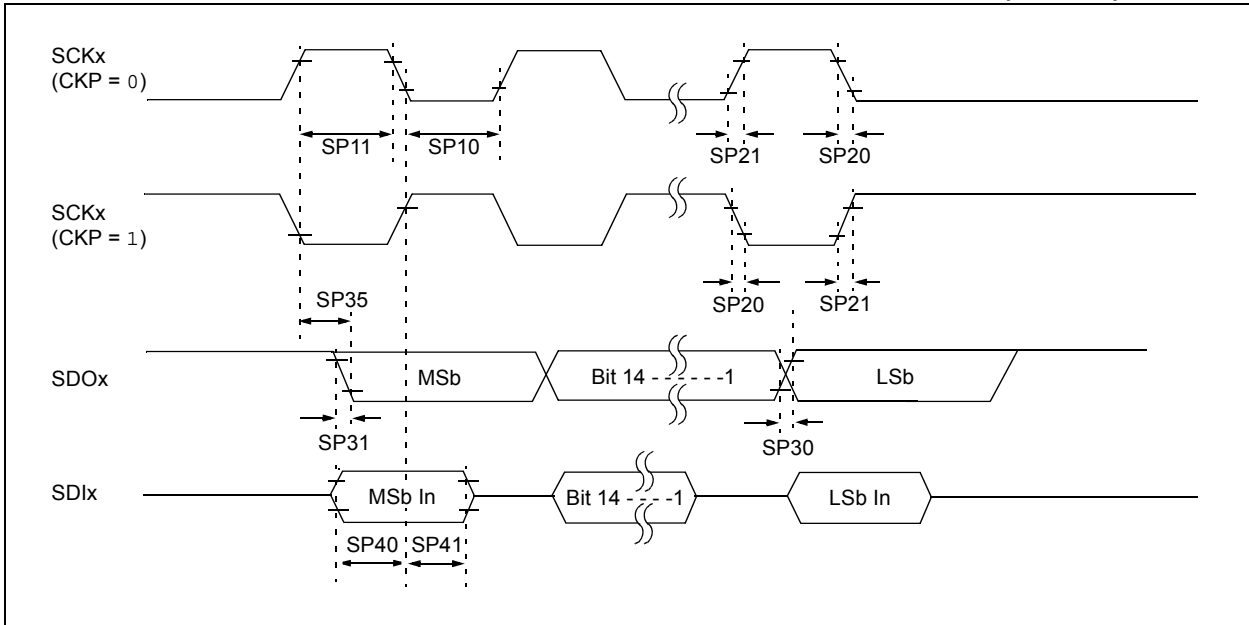 SCKx
(CKP = 0)
SP11
SP10
SP21
SP20
SCKx
(CKP = 1)
SP35
SP20
SP21
SDOx
MSb
Bit 14 - - - - - -1
LSb
SP31
SP30
SDIx
MSb In
Bit 14 - - - -1
LSb In
SP40
SP41